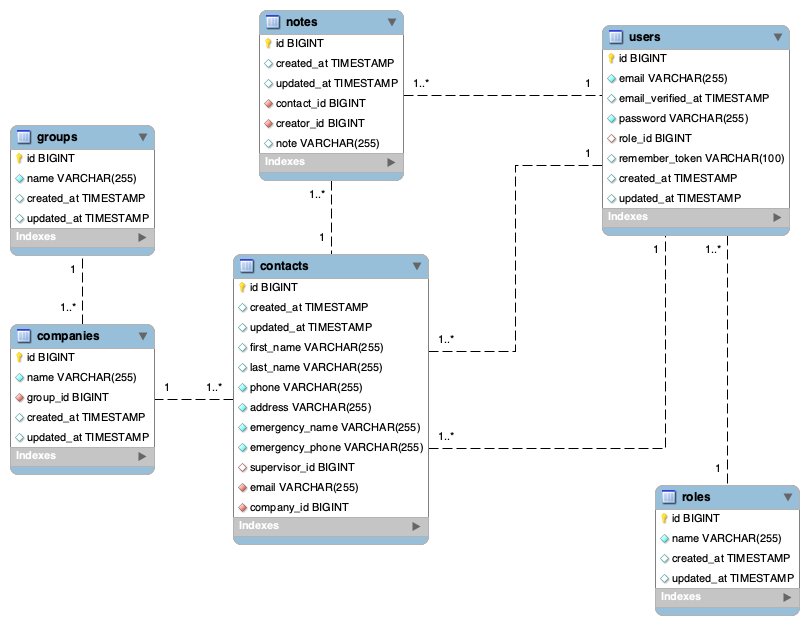 notes
id BIGINT
created_at TIMESTAMP
updated_at TIMESTAMP
contact_id BIGINT
creator_id BIGINT
note VARCHAR(255)
Indexes
users
id BIGINT
email VARCHAR(255)
email_verified_at TIMESTAMP
password VARCHAR(255)
role_id BIGINT
remember_token VARCHAR(100)
created_at TIMESTAMP
updated_at TIMESTAMP
Indexes
1..*
1
groups
id BIGINT
name VARCHAR(255)
created_at TIMESTAMP
updated_at TIMESTAMP
Indexes
1
1..*
1..*
1
contacts
id BIGINT
created_at TIMESTAMP
updated_at TIMESTAMP
first_name VARCHAR(255)
last_name VARCHAR(255)
phone VARCHAR(255)
address VARCHAR(255)
emergency_name VARCHAR(255)
emergency_phone VARCHAR(255)
supervisor_id BIGINT
email VARCHAR(255)
company_id BIGINT
Indexes
1
1..*
1
1..*
companies
id BIGINT
name VARCHAR(255)
group_id BIGINT
created_at TIMESTAMP
updated_at TIMESTAMP
Indexes
1
1..*
1..*
1
roles
id BIGINT
name VARCHAR(255)
created_at TIMESTAMP
updated_at TIMESTAMP
Indexes